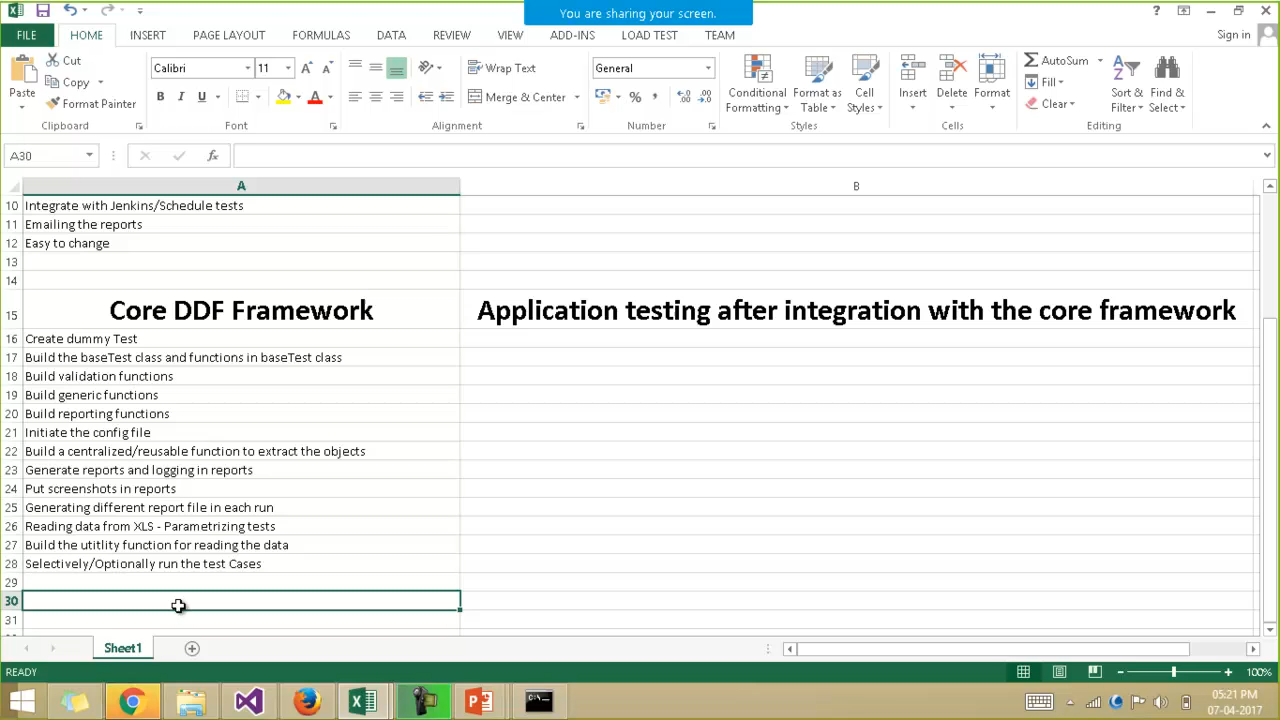 You are sharing your screen.
FILE HOME INSERT PAGE LAYOUT FORMULAS DATA REVIEW VIEW ADD-INS LOAD TEST TEAM Sign in
Cut Calibri 11 Wrap Text General AutoSum
Copy Fill
Paste Format Painter B I U A Merge & Center % , Conditional Formatting Format as Table Cell Styles Insert Delete Format Clear Sort & Filter Find & Select
Clipboard Font Alignment Number Styles Cells Editing
A30 fx
A B
10 Integrate with Jenkins/Schedule tests
11 Emailing the reports
12 Easy to change
13
14
15 Core DDF Framework Application testing after integration with the core framework
16 Create dummy Test
17 Build the baseTest class and functions in baseTest class
18 Build validation functions
19 Build generic functions
20 Build reporting functions
21 Initiate the config file
22 Build a centralized/reusable function to extract the objects
23 Generate reports and logging in reports
24 Put screenshots in reports
25 Generating different report file in each run
26 Reading data from XLS - Parametrizing tests
27 Build the utitlity function for reading the data
28 Selectively/Optionally run the test Cases
29
30
31
Sheet1
READY 100%
05:21 PM
07-04-2017